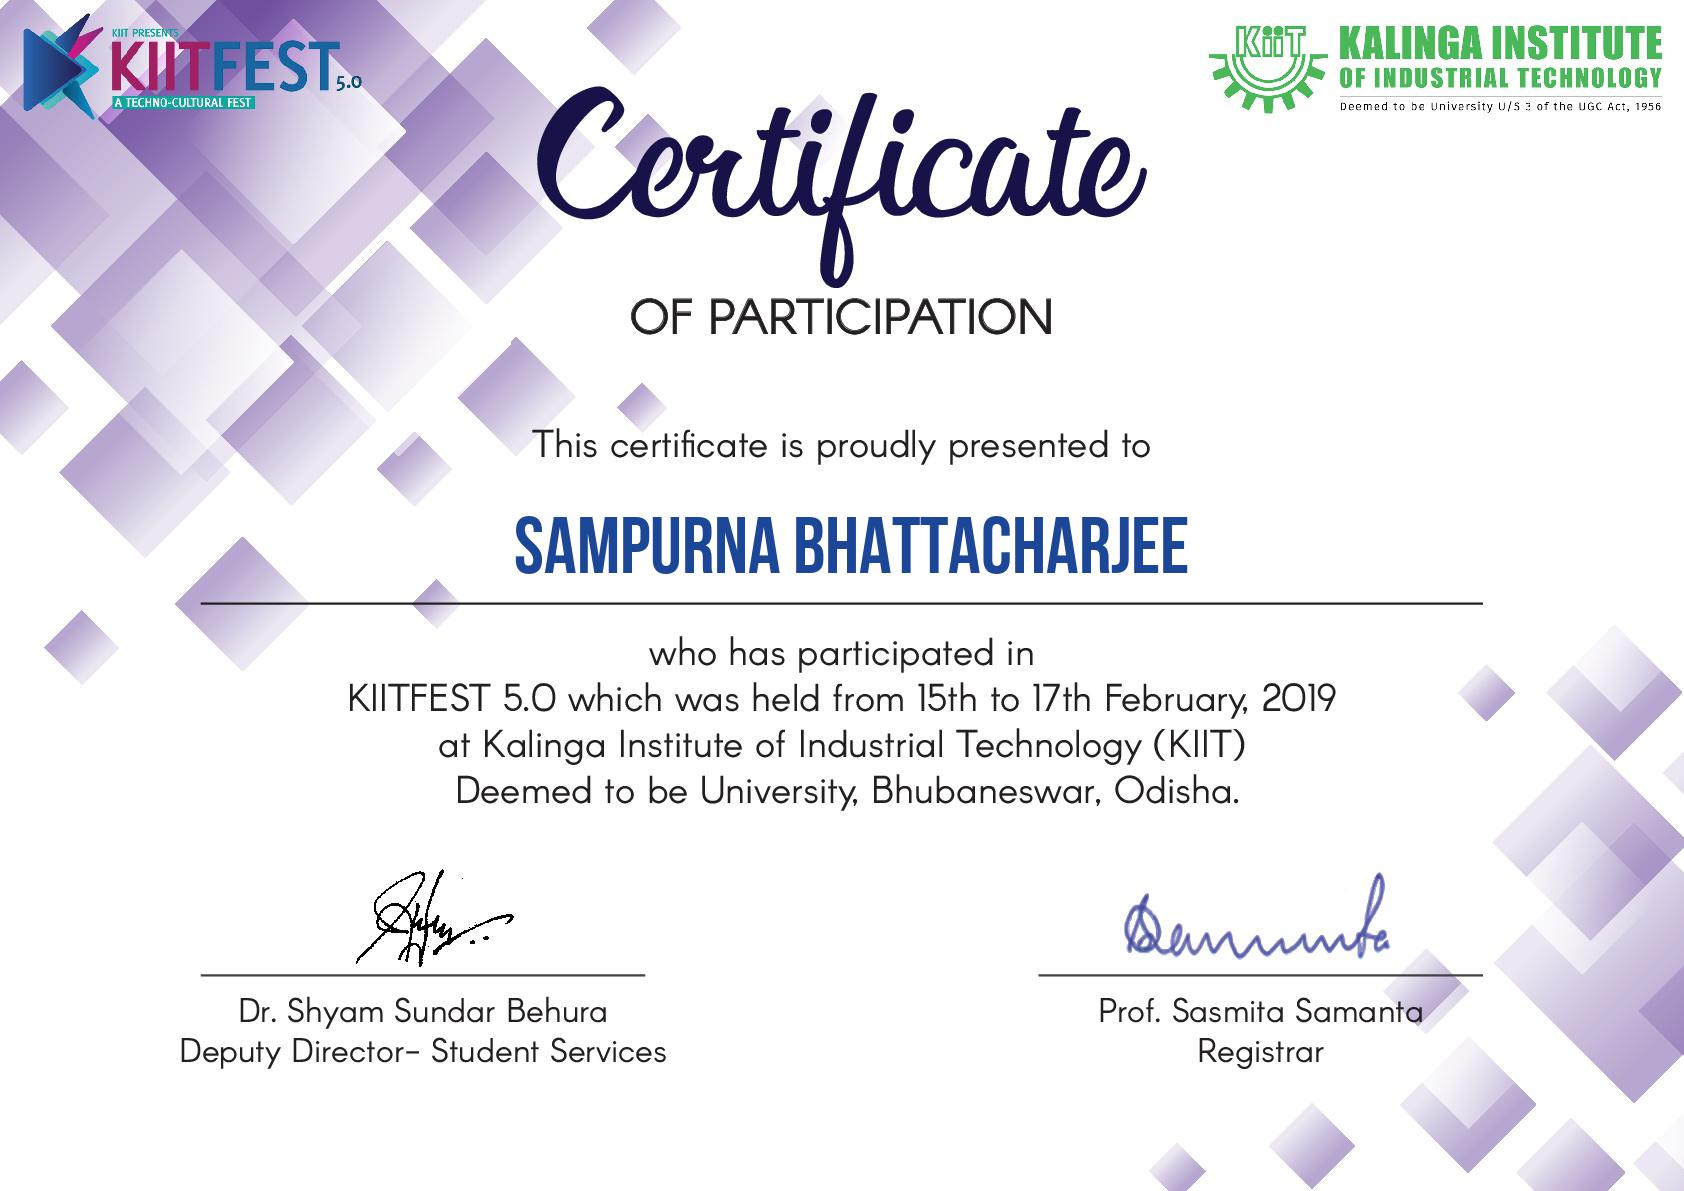 KIIT PRESENTS
KIITFEST 5.0
A TECHNO-CULTURAL FEST
KiiT
KALINGA INSTITUTE
OF INDUSTRIAL TECHNOLOGY
Deemed to be University U/S 3 of the UGC Act, 1956
Certificate
OF PARTICIPATION
This certificate is proudly presented to
SAMPURNA BHATTACHARJEE
who has participated in
KIITFEST 5.0 which was held from 15th to 17th February, 2019
at Kalinga Institute of Industrial Technology (KIIT)
Deemed to be University, Bhubaneswar, Odisha.
Dr. Shyam Sundar Behura
Deputy Director- Student Services
Prof. Sasmita Samanta
Registrar